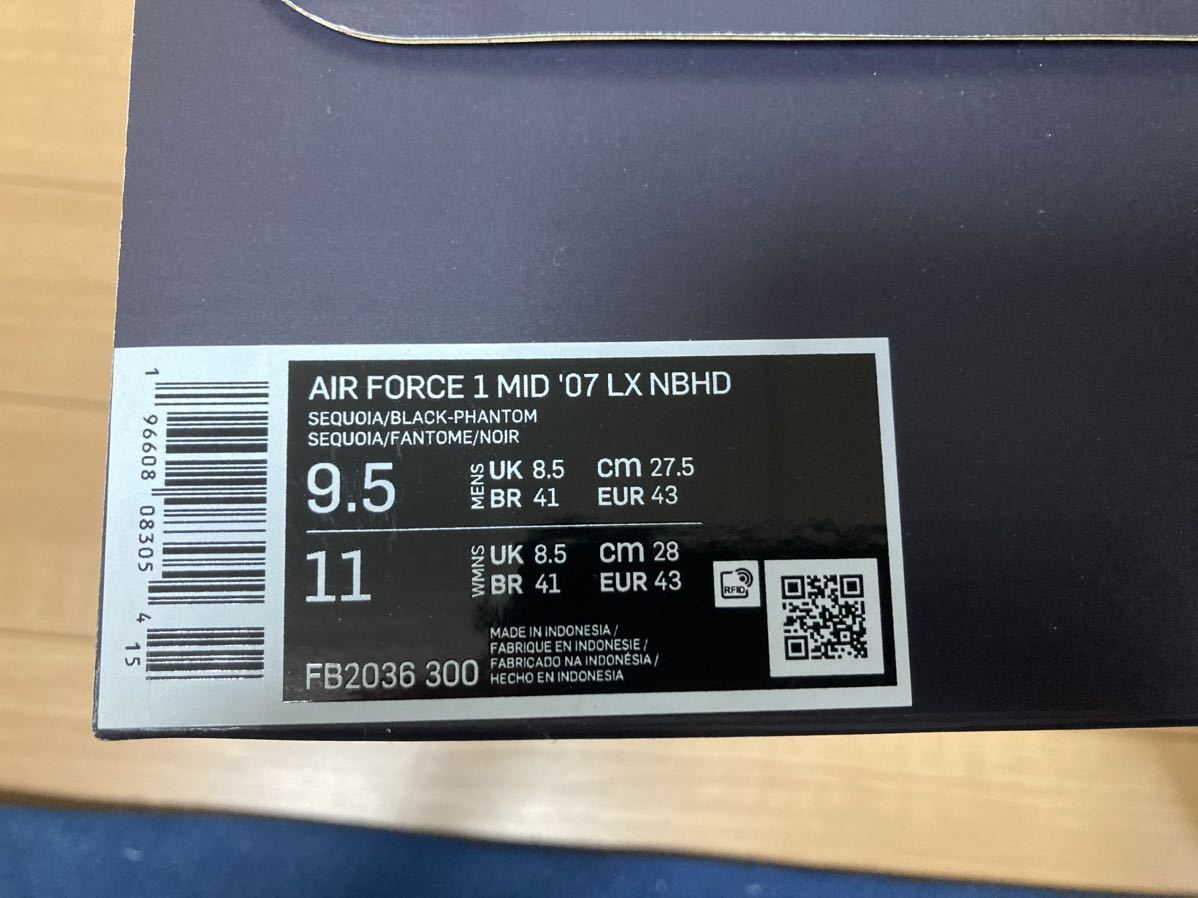 AIR FORCE 1 MID '07 LX NBHD
SEQUOIA/BLACK-PHANTOM
SEQUOIA/FANTOME/NOIR
9.5 MENS UK 8.5 cm 27.5
BR 41 EUR 43
11 WMNS UK 8.5 cm 28
BR 41 EUR 43
RFID
MADE IN INDONESIA /
FABRIQUE EN INDONESIE /
FABRICADO NA INDONÉSIA /
HECHO EN INDONESIA
FB2036 300
1 96608 08305 4 15